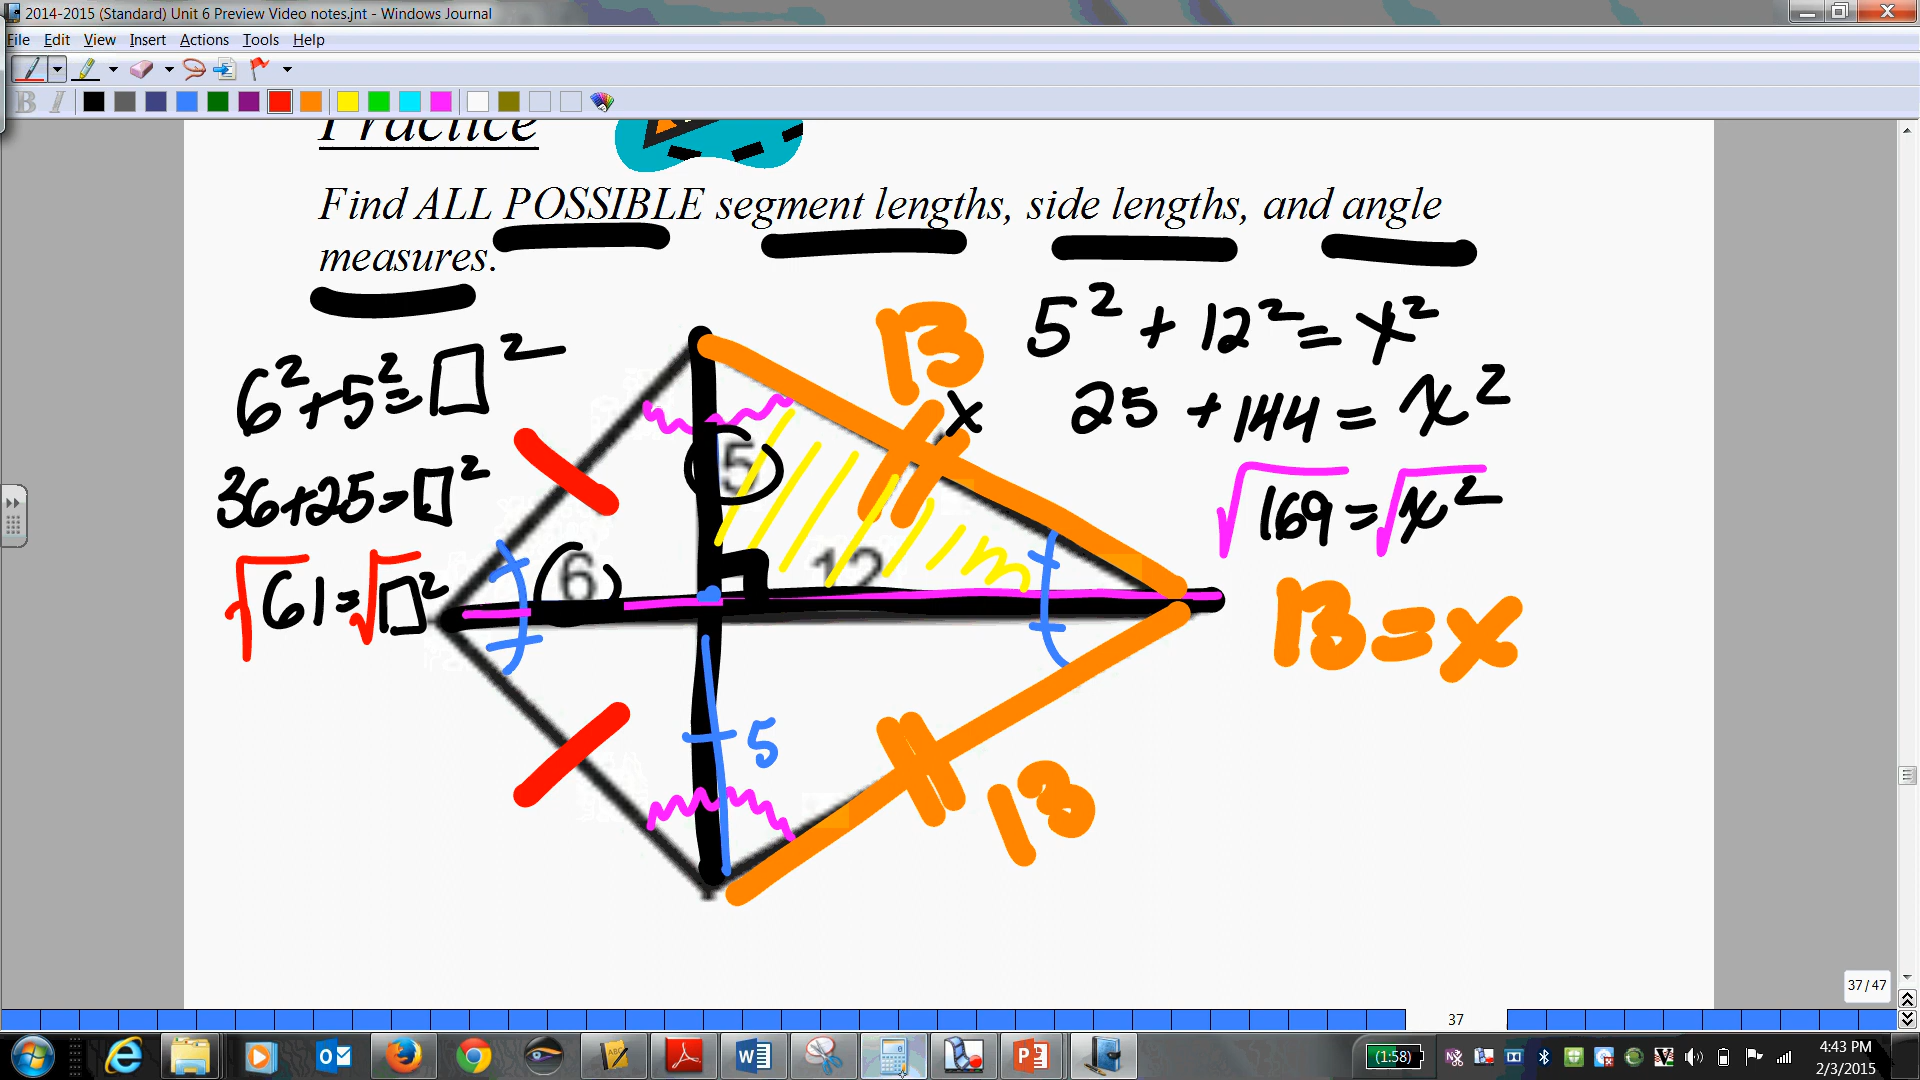 2014-2015 (Standard) Unit 6 Preview Video notes.jnt - Windows Journal
File Edit View Insert Actions Tools Help
B I
Practice
Find ALL POSSIBLE segment lengths, side lengths, and angle
measures.
6² + 5² = □²
36+25=□²
√61=√□²
5² + 12² = x²
25 + 144 = x²
√169 = √x²
13 = x
13
x
5
6
12
5
13
37 / 47
37
(1:58)
4:43 PM
2/3/2015